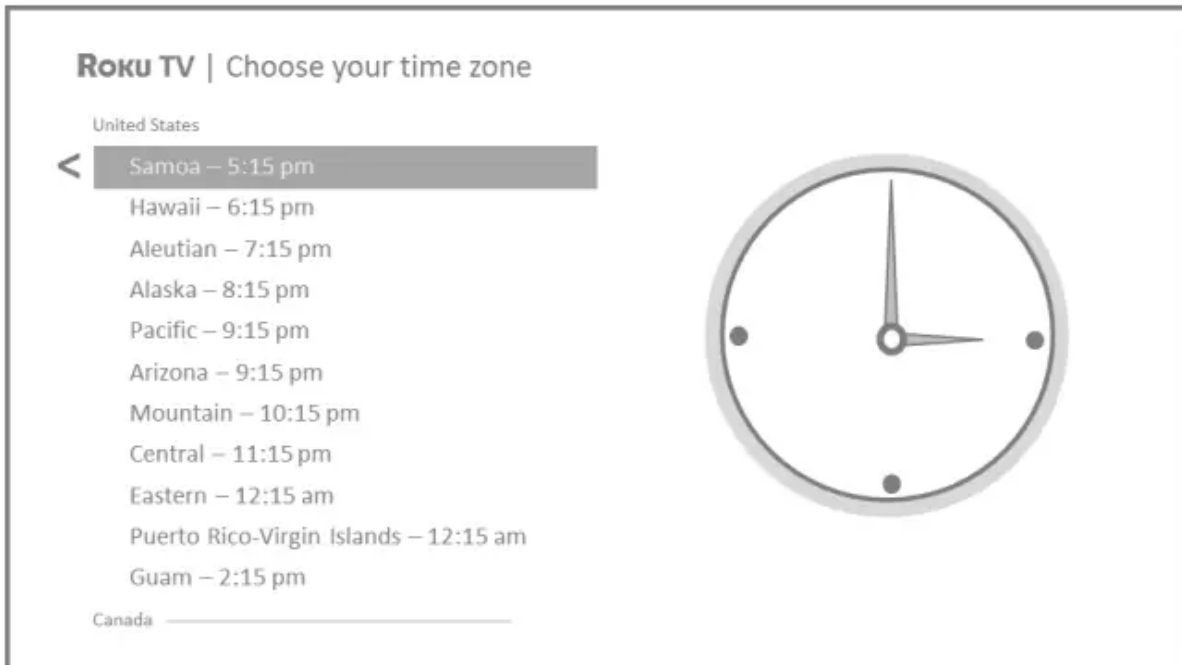 ROKU TV | Choose your time zone
United States
<
Samoa – 5:15 pm
Hawaii – 6:15 pm
Aleutian – 7:15 pm
Alaska – 8:15 pm
Pacific – 9:15 pm
Arizona – 9:15 pm
Mountain – 10:15 pm
Central – 11:15 pm
Eastern – 12:15 am
Puerto Rico-Virgin Islands – 12:15 am
Guam – 2:15 pm
Canada